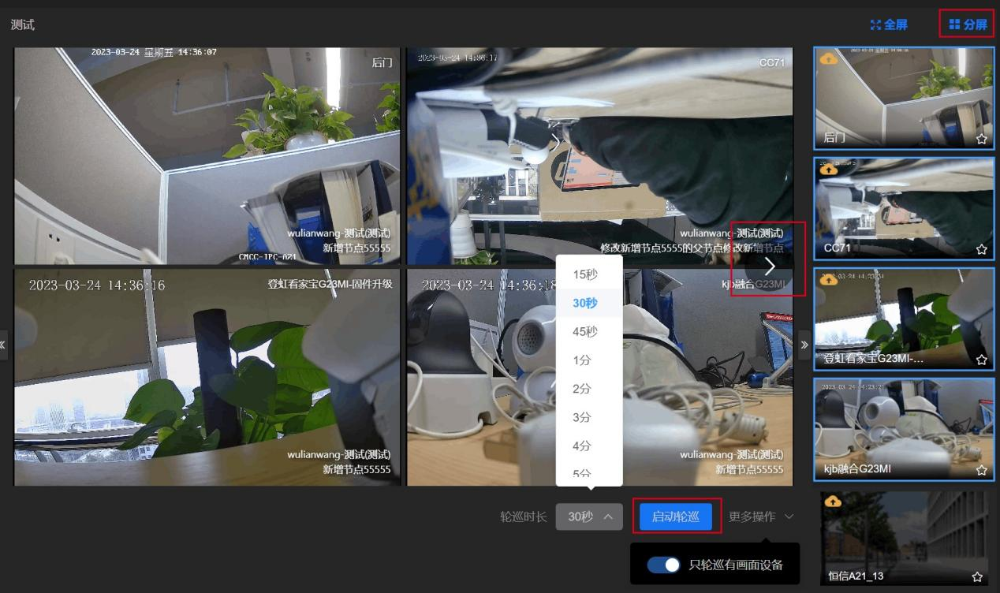 测试
全屏
分屏
2023-03-24 星期五 14:36:07
后门
2023-03-24 14:36:17
CC71
wulianwang-测试(测试)
新增节点55555
CMCC-IPC-A21
wulianwang-测试(测试)
修改新增节点5555的父节点修改新增节点
2023-03-24 14:36:16
登虹看家宝G23MI-固件升级
wulianwang-测试(测试)
新增节点55555
2023-03-24 14:36:18
kjb融合G23MI
wulianwang-测试(测试)
新增节点55555
15秒
30秒
45秒
1分
2分
3分
4分
5分
轮巡时长
30秒
启动轮巡
更多操作
只轮巡有画面设备
后门
CC71
登虹看家宝G23MI-...
kjb融合G23MI
恒信A21_13